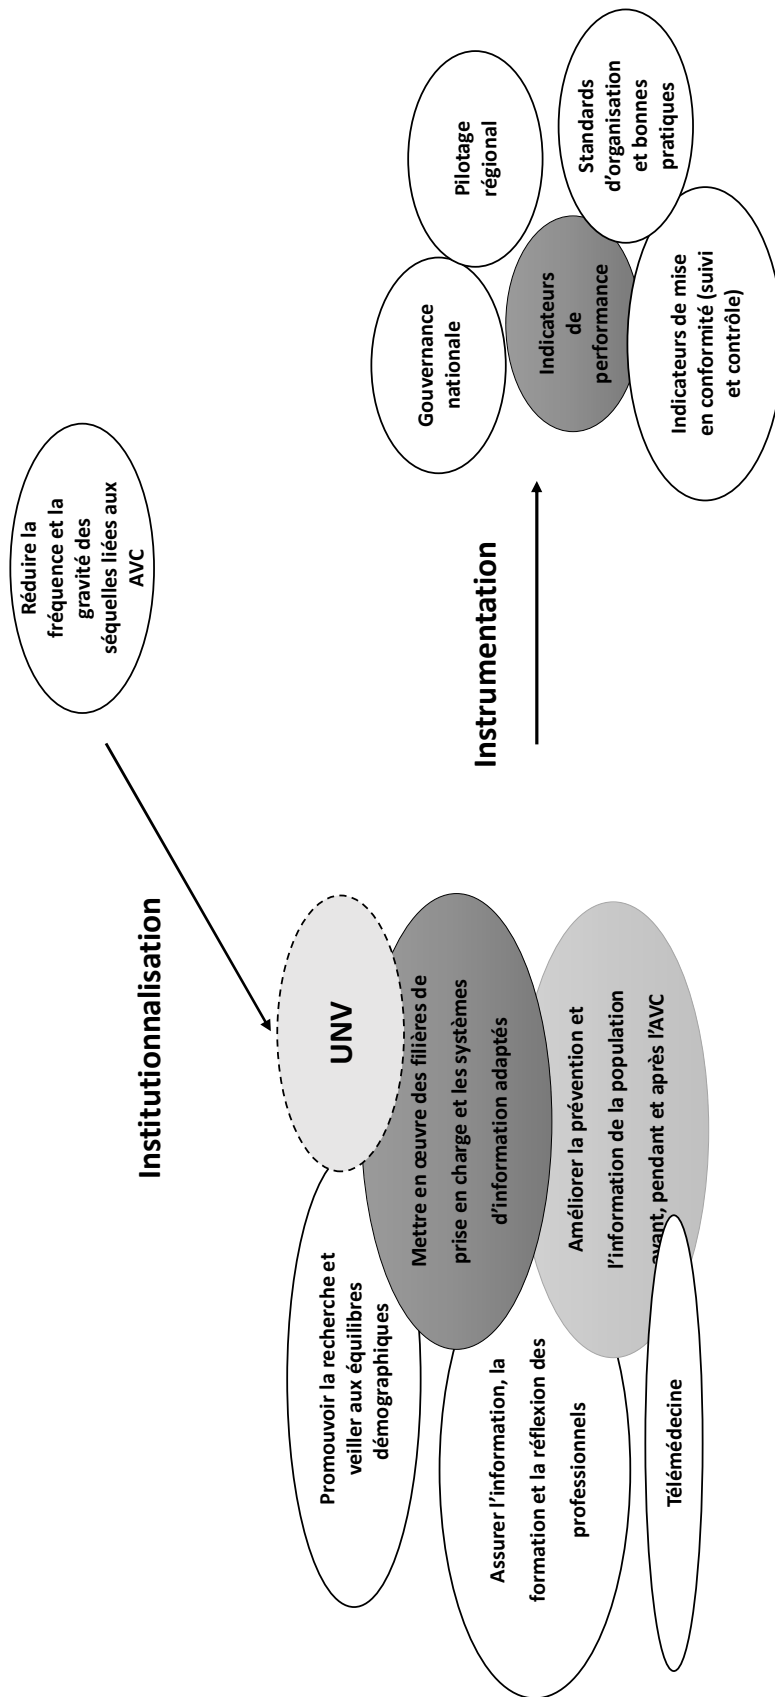 Réduire la
fréquence et la
gravité des
séquelles liées aux
AVC
Institutionnalisation
UNV
Promouvoir la recherche et
veiller aux équilibres
démographiques
Mettre en œuvre des filières de
prise en charge et les systèmes
d’information adaptés
Assurer l’information, la
formation et la réflexion des
professionnels
Améliorer la prévention et
l’information de la population
avant, pendant et après l’AVC
Télémédecine
Instrumentation
Gouvernance
nationale
Pilotage
régional
Indicateurs
de
performance
Standards
d’organisation
et bonnes
pratiques
Indicateurs de mise
en conformité (suivi
et contrôle)